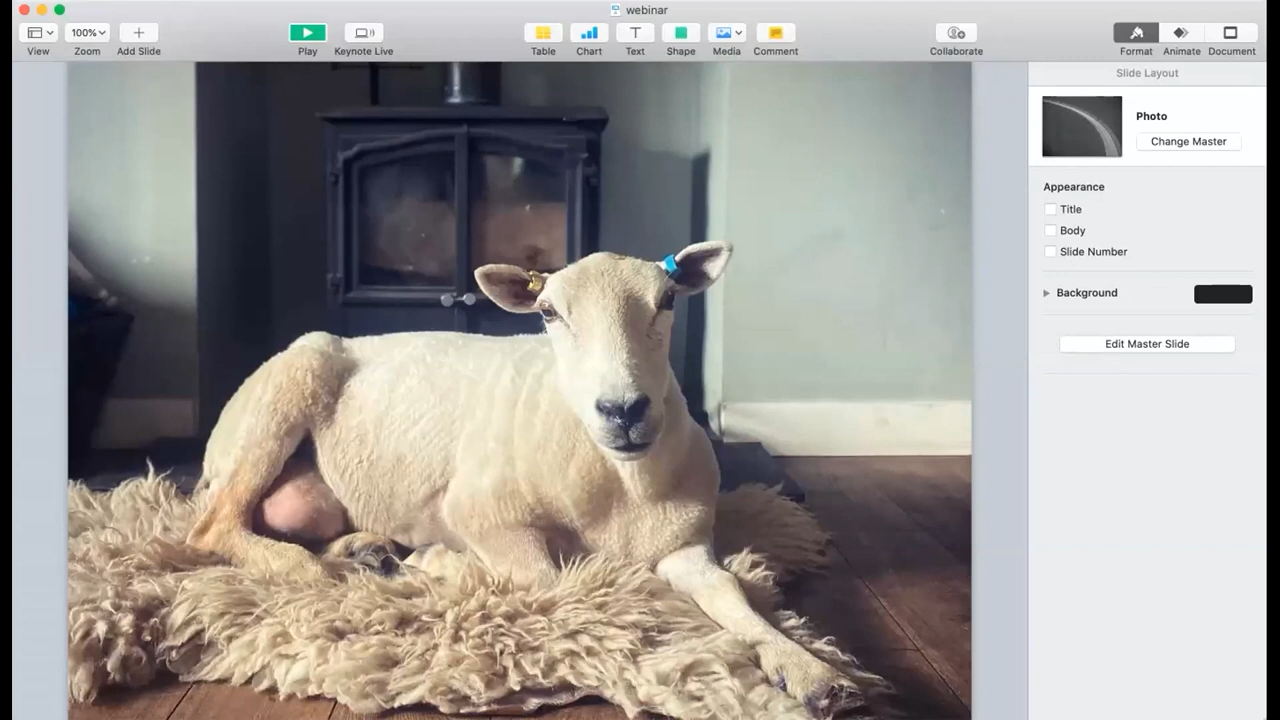 webinar
View
100%
Zoom
Add Slide
Play
Keynote Live
Table
Chart
Text
Shape
Media
Comment
Collaborate
Format
Animate
Document
Slide Layout
Photo
Change Master
Appearance
Title
Body
Slide Number
Background
Edit Master Slide